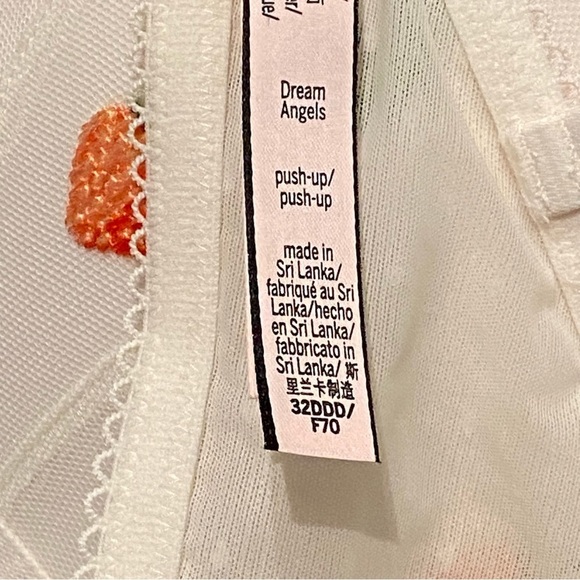 Dream
Angels
push-up/
push-up
made in
Sri Lanka/
fabriqué au Sri
Lanka/hecho
en Sri Lanka/
fabbricato in
Sri Lanka/ 斯
里兰卡制造
32DDD/
F70